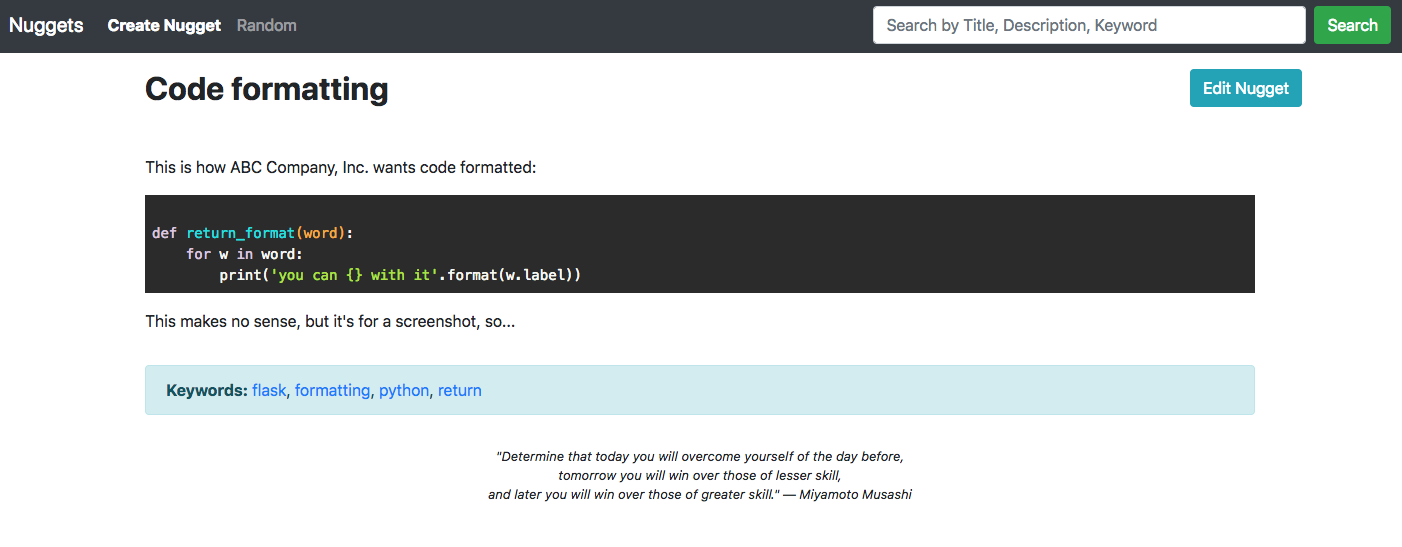 Nuggets Create Nugget Random Search by Title, Description, Keyword Search
Code formatting Edit Nugget
This is how ABC Company, Inc. wants code formatted:
def return_format(word):
    for w in word:
        print('you can {} with it'.format(w.label))
This makes no sense, but it's for a screenshot, so...
Keywords: flask, formatting, python, return
"Determine that today you will overcome yourself of the day before,
tomorrow you will win over those of lesser skill,
and later you will win over those of greater skill." — Miyamoto Musashi